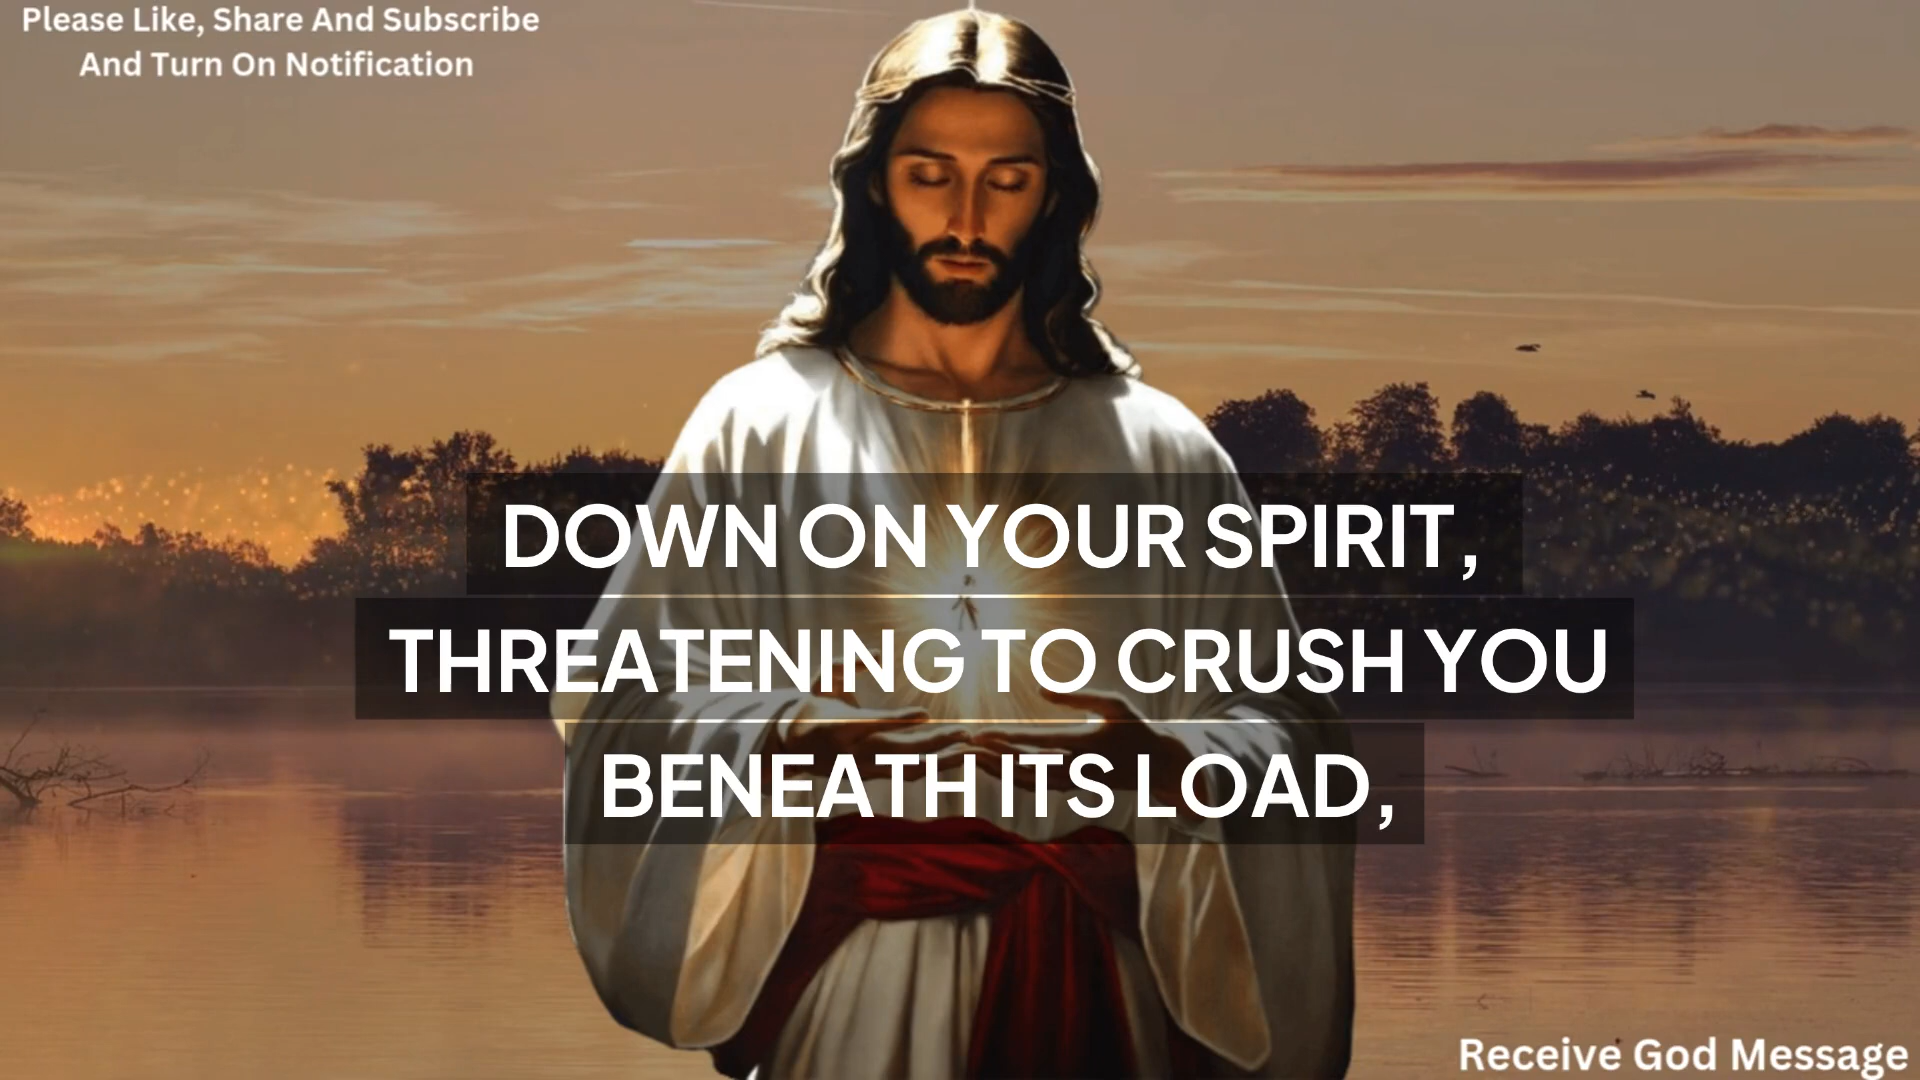 Please Like, Share And Subscribe
And Turn On Notification
DOWN ON YOUR SPIRIT,
THREATENING TO CRUSH YOU
BENEATH ITS LOAD,
Receive God Message